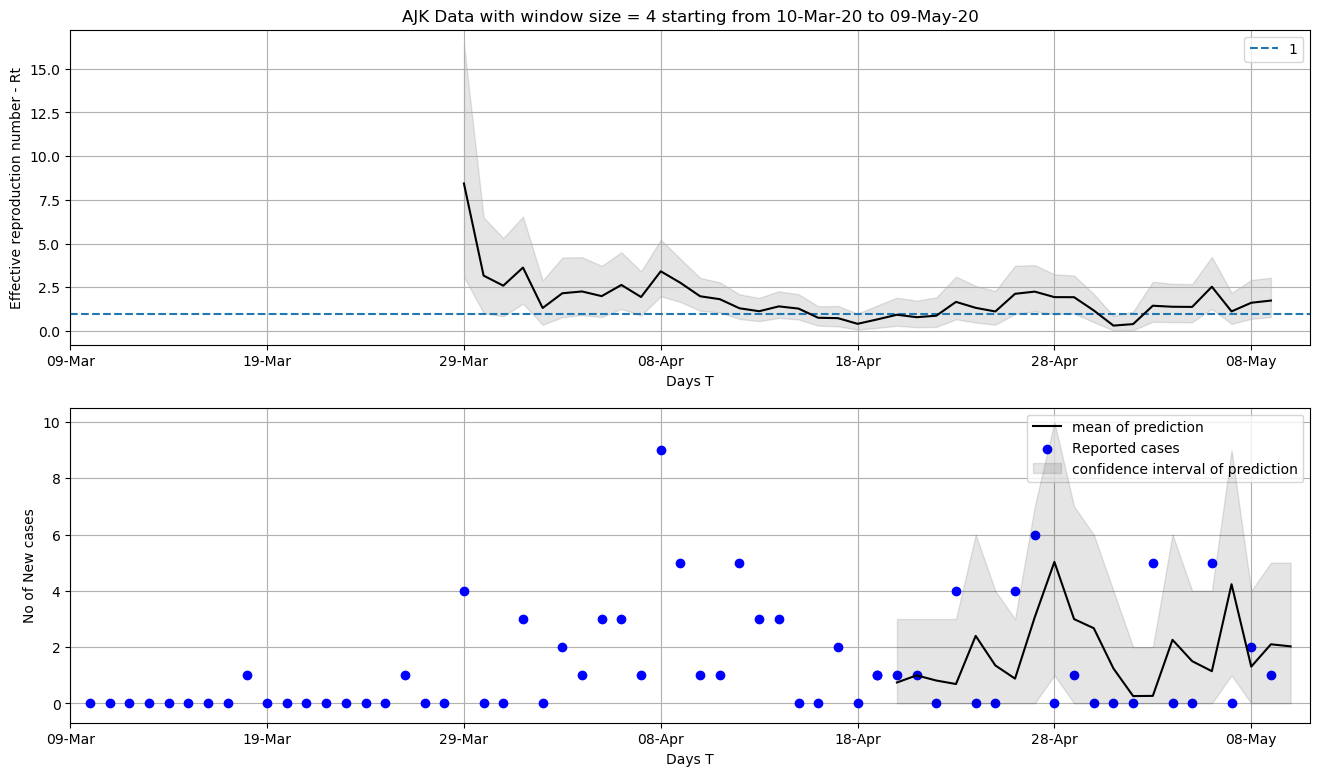 AJK Data with window size = 4 starting from 10-Mar-20 to 09-May-20
1
Effective reproduction number - Rt
15.0
12.5
10.0
7.5
5.0
2.5
0.0
09-Mar
19-Mar
29-Mar
08-Apr
18-Apr
28-Apr
08-May
Days T
mean of prediction
Reported cases
confidence interval of prediction
No of New cases
10
8
6
4
2
0
09-Mar
19-Mar
29-Mar
08-Apr
18-Apr
28-Apr
08-May
Days T